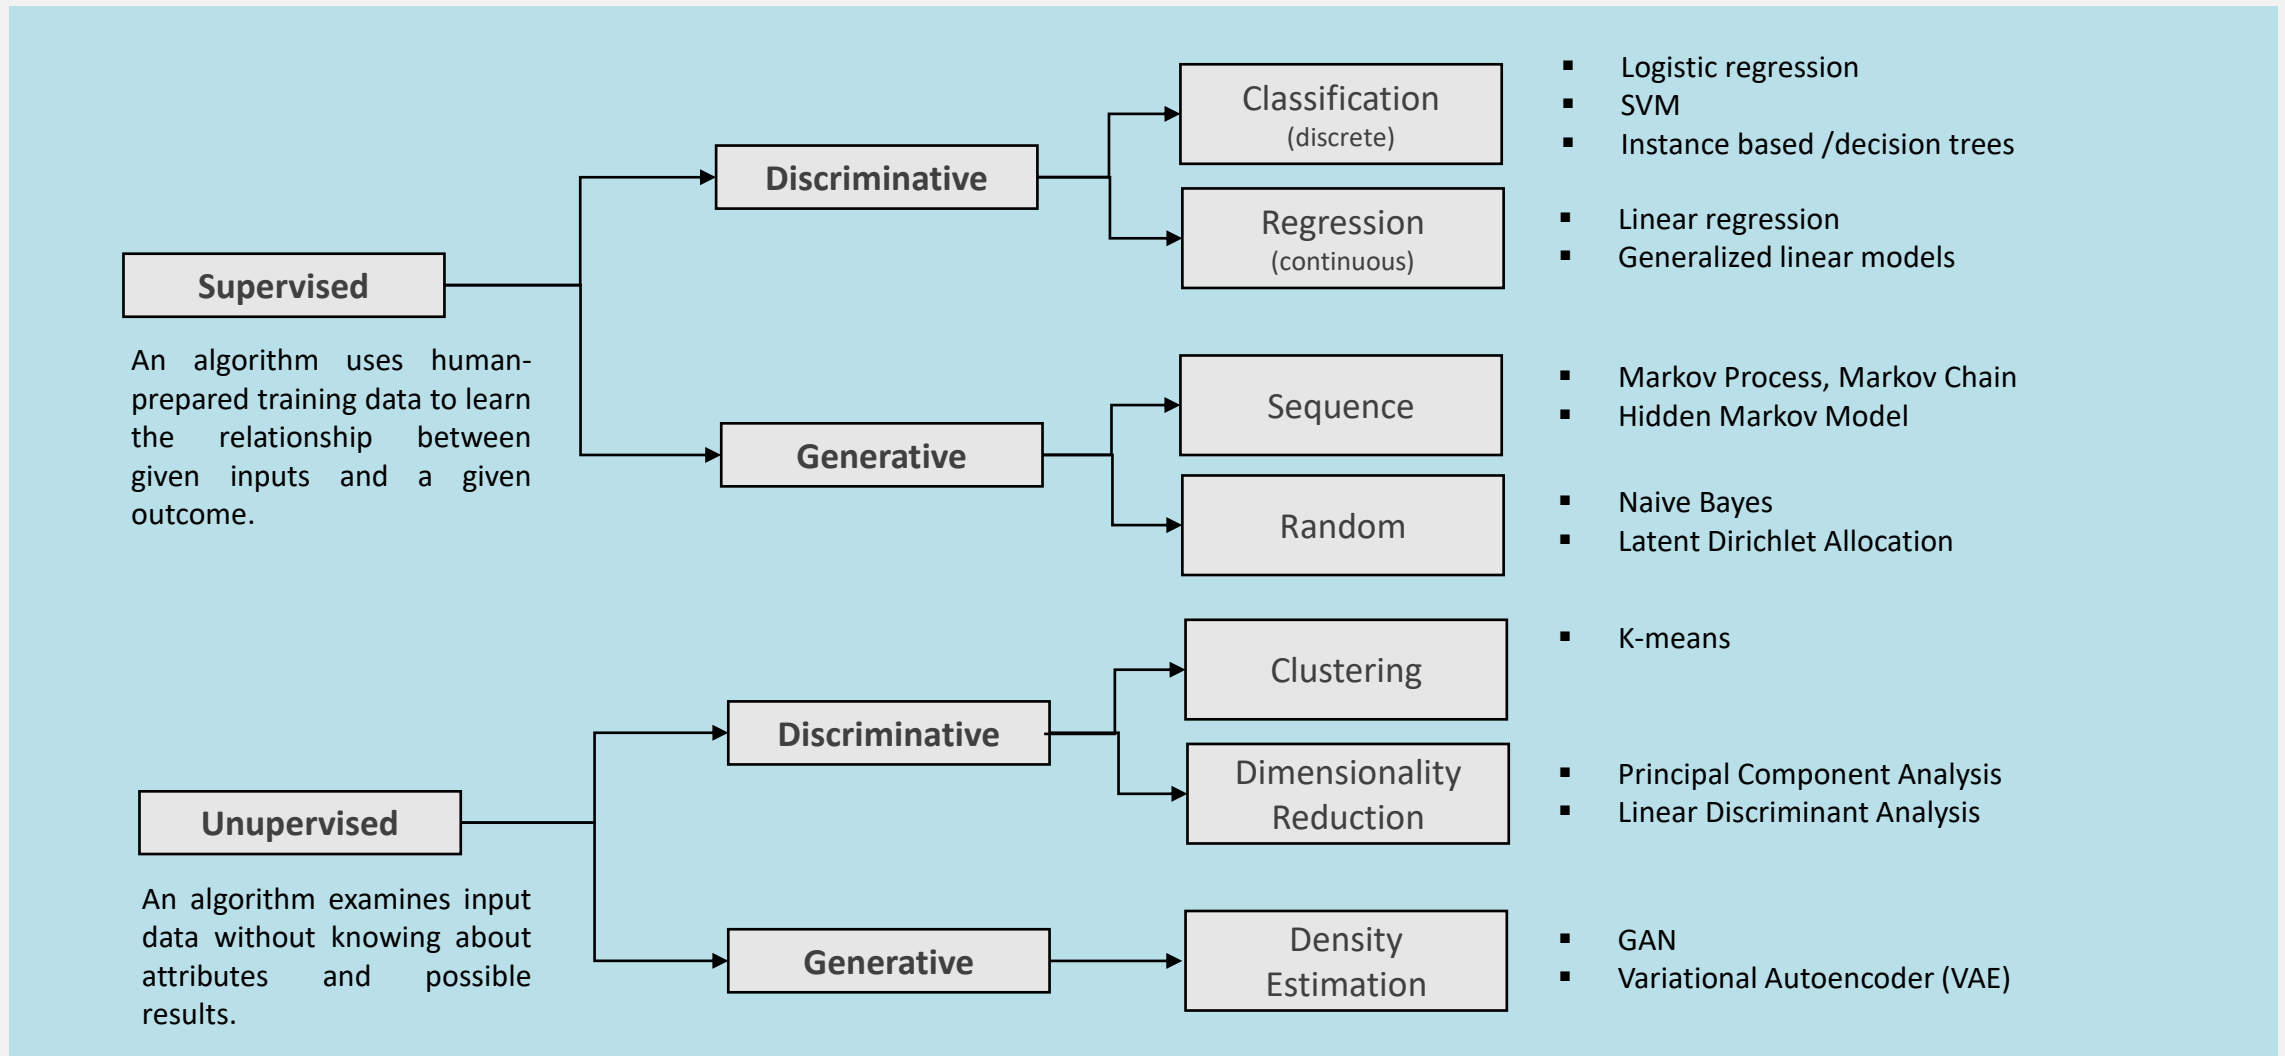 Supervised
An algorithm uses human-
prepared training data to learn
the relationship between
given inputs and a given
outcome.
Discriminative
Classification
(discrete)
▪ Logistic regression
▪ SVM
▪ Instance based /decision trees
Regression
(continuous)
▪ Linear regression
▪ Generalized linear models
Generative
Sequence
▪ Markov Process, Markov Chain
▪ Hidden Markov Model
Random
▪ Naive Bayes
▪ Latent Dirichlet Allocation
Unupervised
An algorithm examines input
data without knowing about
attributes and possible
results.
Discriminative
Clustering
▪ K-means
Dimensionality
Reduction
▪ Principal Component Analysis
▪ Linear Discriminant Analysis
Generative
Density
Estimation
▪ GAN
▪ Variational Autoencoder (VAE)